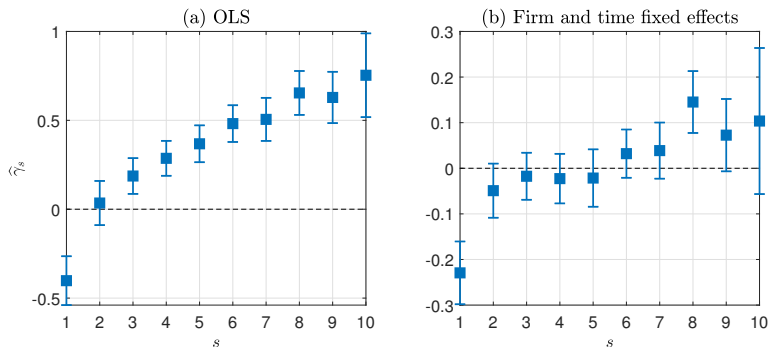 (a) OLS
1
0.5
0
-0.5
γ̂s
1 2 3 4 5 6 7 8 9 10
s
(b) Firm and time fixed effects
0.3
0.2
0.1
0
-0.1
-0.2
-0.3
1 2 3 4 5 6 7 8 9 10
s